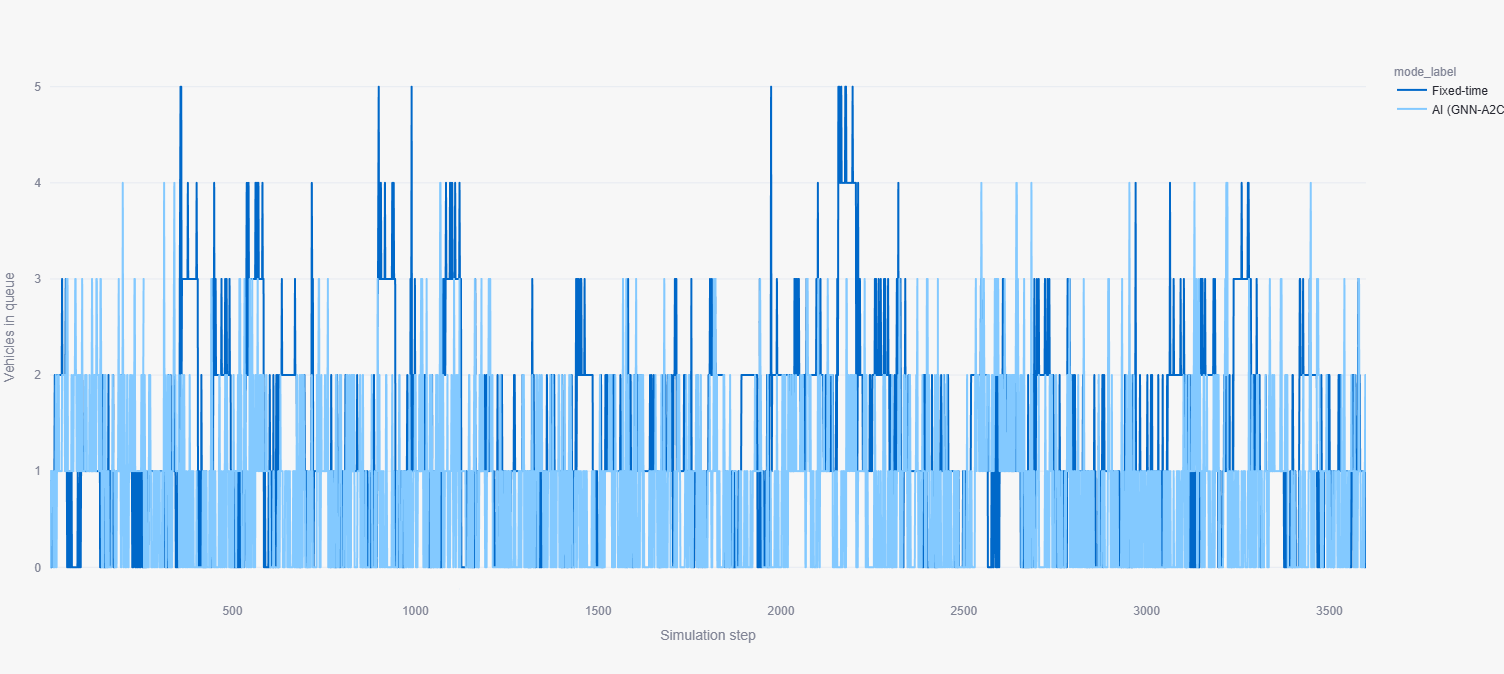 mode_label
Fixed-time
AI (GNN-A2C
Vehicles in queue
5
4
3
2
1
0
500
1000
1500
2000
2500
3000
3500
Simulation step